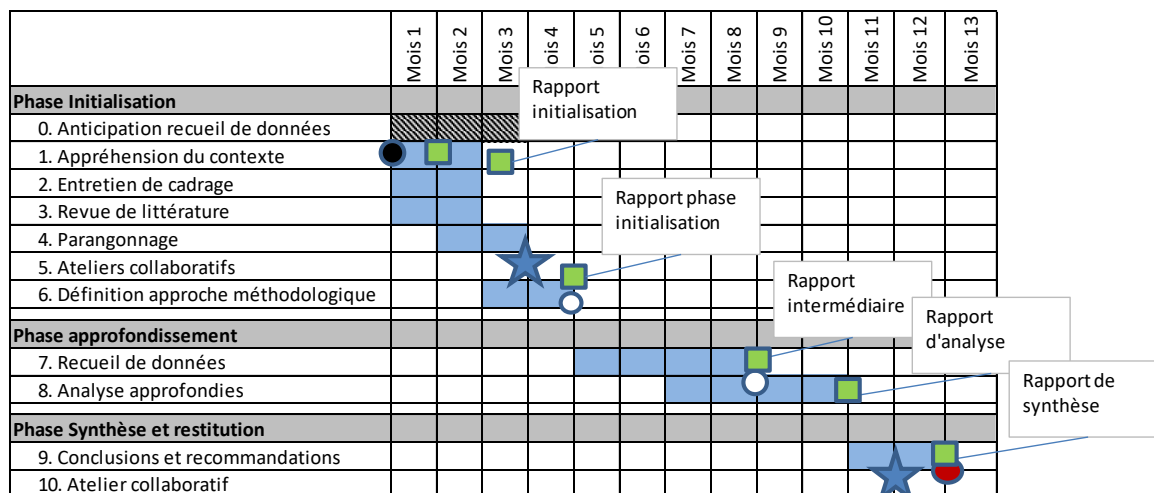 Mois 1
Mois 2
Mois 3
ois 4
ois 5
ois 6
Mois 7
Mois 8
Mois 9
Mois 10
Mois 11
Mois 12
Mois 13
Rapport
initialisation
Phase Initialisation
0. Anticipation recueil de données
1. Appréhension du contexte
2. Entretien de cadrage
Rapport phase
initialisation
3. Revue de littérature
4. Parangonnage
5. Ateliers collaboratifs
6. Définition approche méthodologique
Rapport
intermédiaire
Rapport
d'analyse
Phase approfondissement
7. Recueil de données
8. Analyse approfondies
Rapport de
synthèse
Phase Synthèse et restitution
9. Conclusions et recommandations
10. Atelier collaboratif